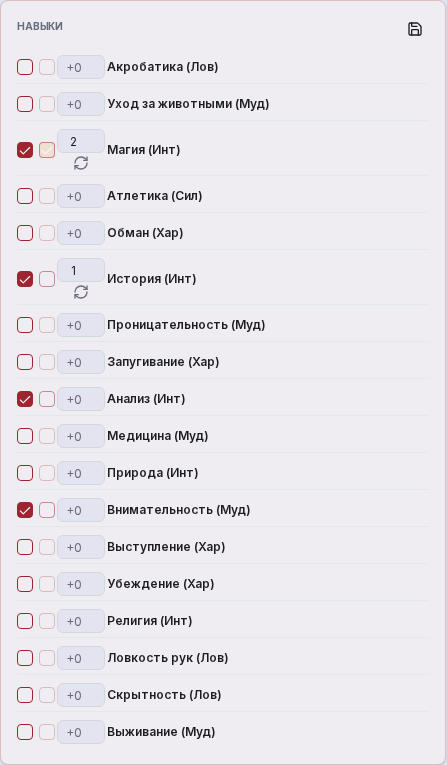 НАВЫКИ
+0 Акробатика (Лов)
+0 Уход за животными (Муд)
2 Магия (Инт)
+0 Атлетика (Сил)
+0 Обман (Хар)
1 История (Инт)
+0 Проницательность (Муд)
+0 Запугивание (Хар)
+0 Анализ (Инт)
+0 Медицина (Муд)
+0 Природа (Инт)
+0 Внимательность (Муд)
+0 Выступление (Хар)
+0 Убеждение (Хар)
+0 Религия (Инт)
+0 Ловкость рук (Лов)
+0 Скрытность (Лов)
+0 Выживание (Муд)